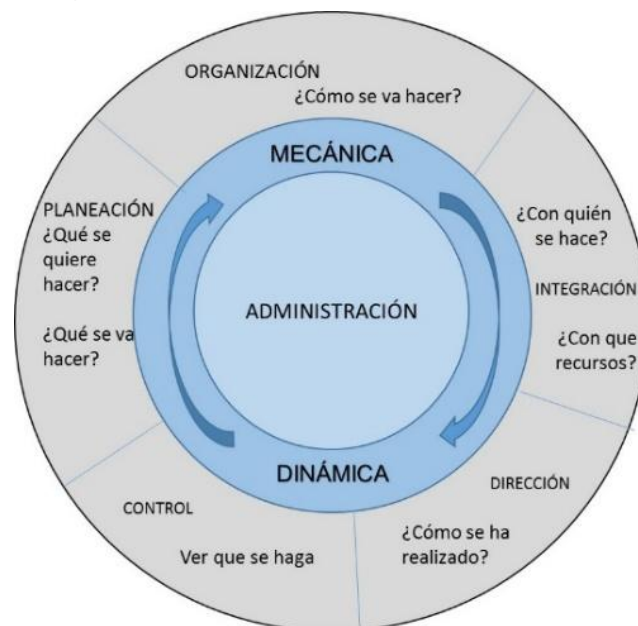 ORGANIZACIÓN
¿Cómo se va hacer?
MECÁNICA
PLANEACIÓN
¿Qué se
quiere
hacer?
¿Qué se va
hacer?
¿Con quién
se hace?
INTEGRACIÓN
¿Con que
recursos?
ADMINISTRACIÓN
DINÁMICA
DIRECCIÓN
¿Cómo se ha
realizado?
CONTROL
Ver que se haga